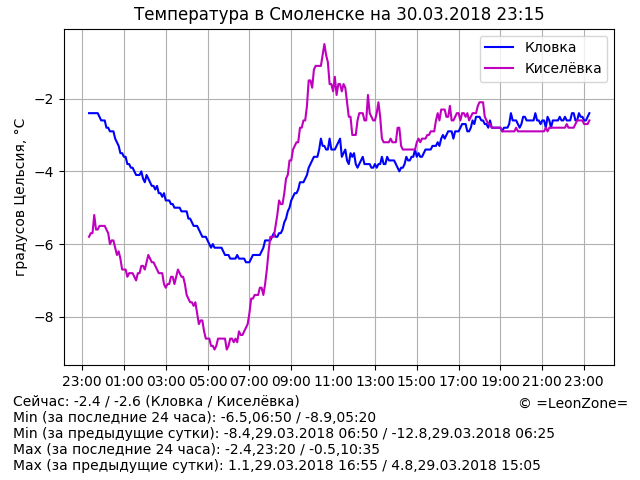 Температура в Смоленске на 30.03.2018 23:15
Кловка
Киселёвка
градусов Цельсия, °C
−2
−4
−6
−8
23:00 01:00 03:00 05:00 07:00 09:00 11:00 13:00 15:00 17:00 19:00 21:00 23:00
Сейчас: -2.4 / -2.6 (Кловка / Киселёвка)
© =LeonZone=
Min (за последние 24 часа): -6.5,06:50 / -8.9,05:20
Min (за предыдущие сутки): -8.4,29.03.2018 06:50 / -12.8,29.03.2018 06:25
Max (за последние 24 часа): -2.4,23:20 / -0.5,10:35
Max (за предыдущие сутки): 1.1,29.03.2018 16:55 / 4.8,29.03.2018 15:05